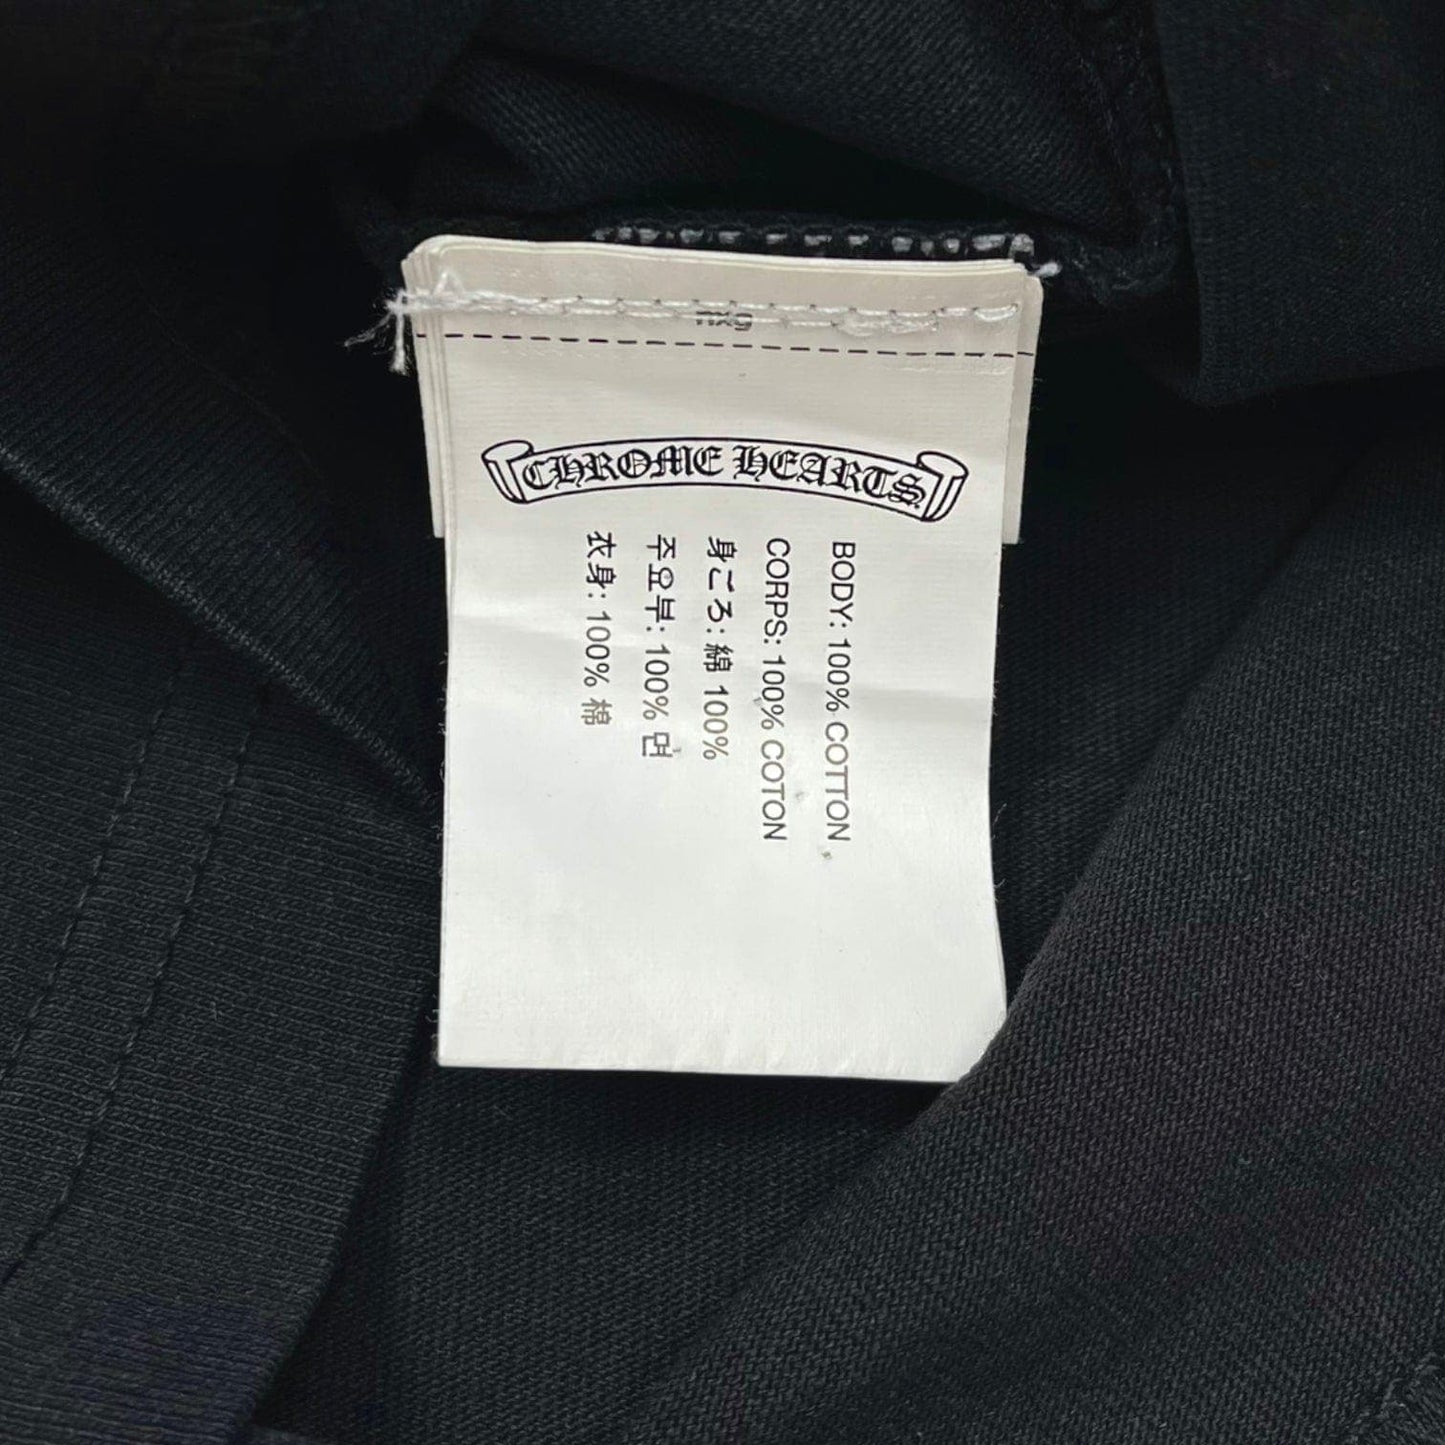 nxg
CHROME HEARTS
BODY: 100% COTTON
CORPS: 100% COTON
身ごろ: 綿 100%
주요부: 100% 면
衣身: 100% 棉